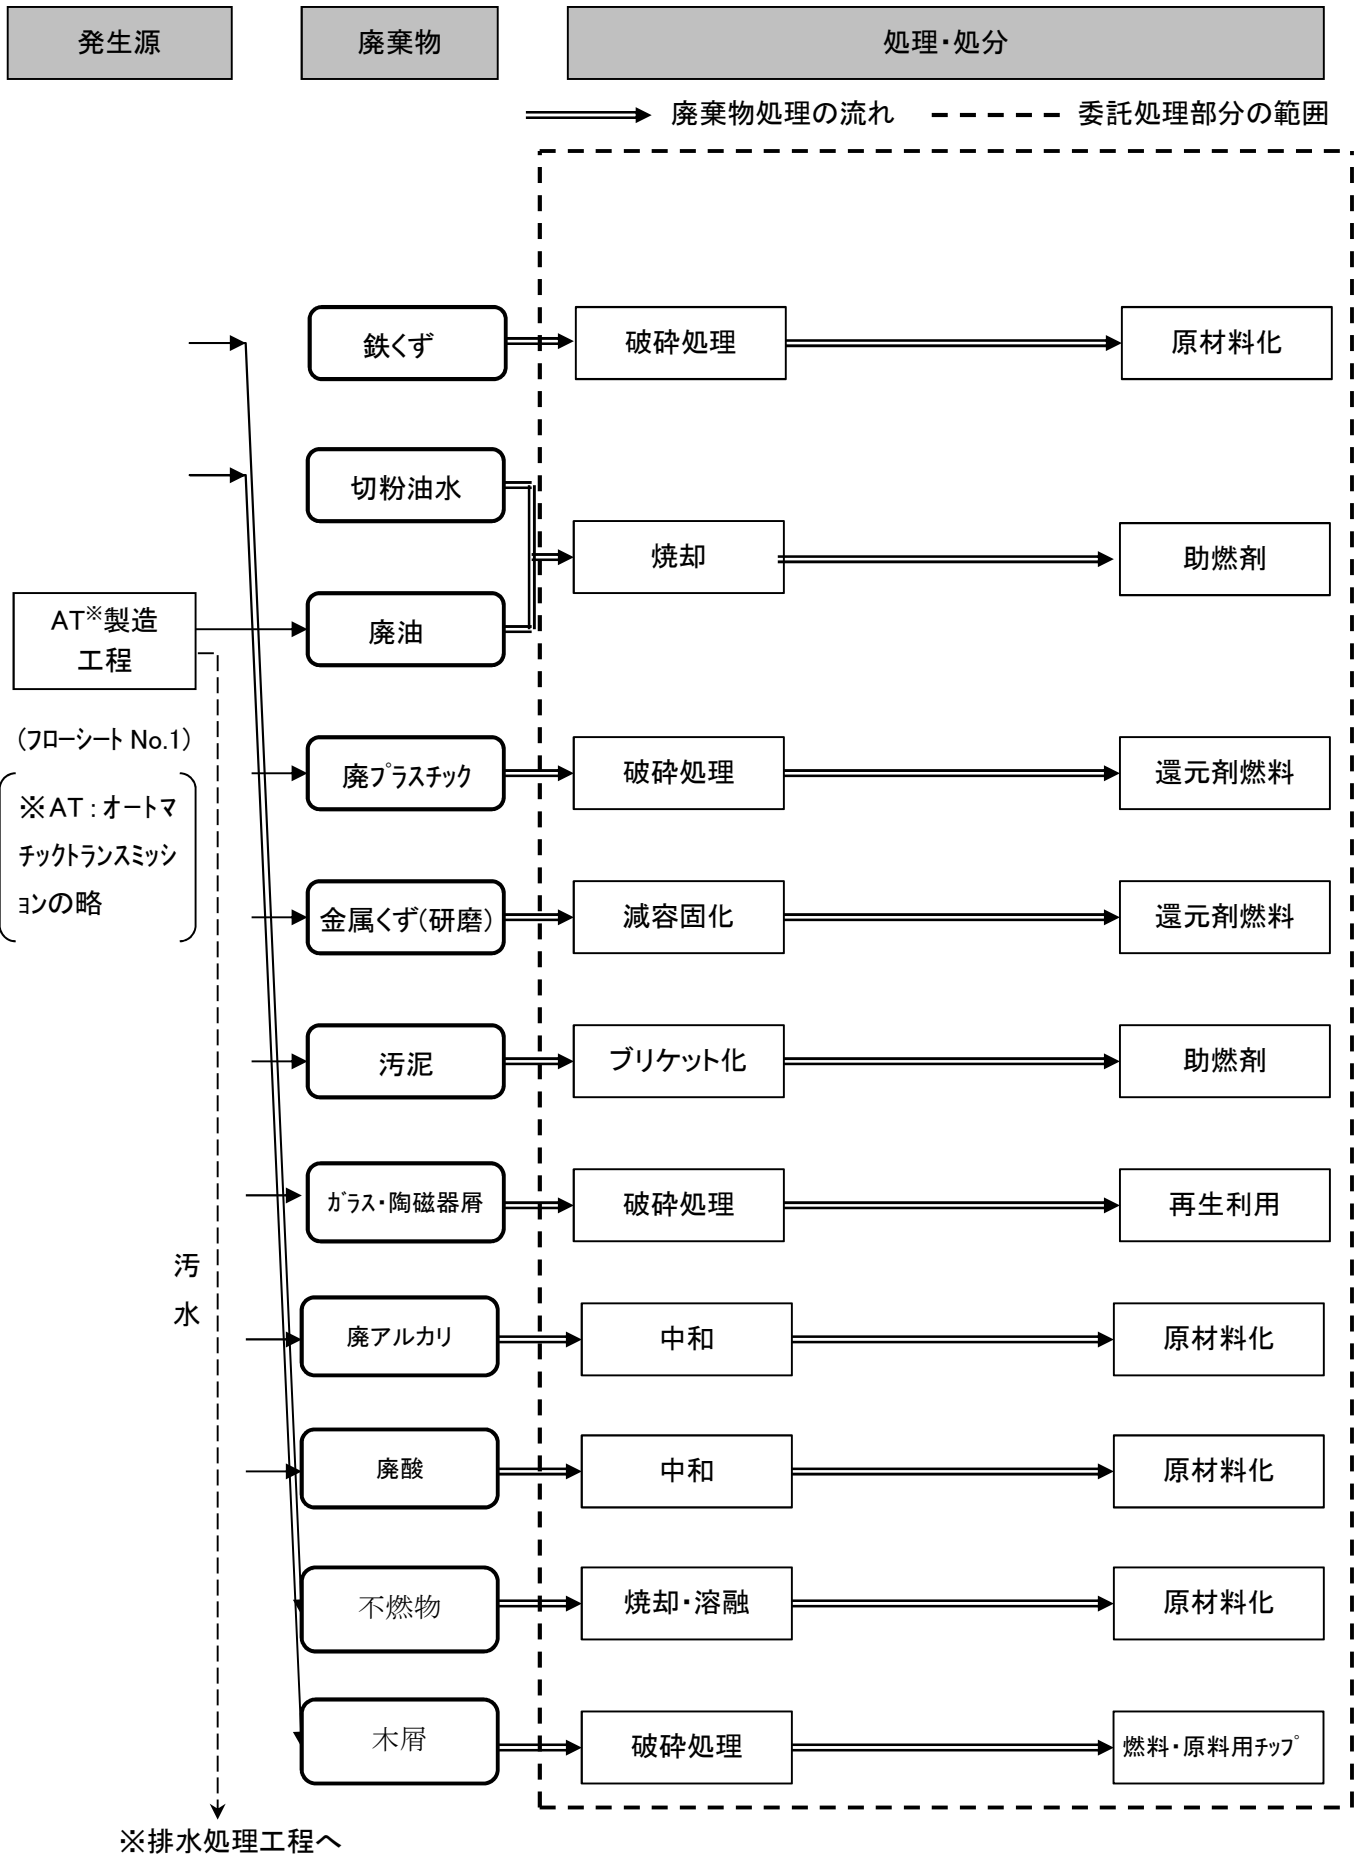 発生源
廃棄物
処理・処分
廃棄物処理の流れ
委託処理部分の範囲
鉄くず
破砕処理
原材料化
切粉油水
焼却
助燃剤
廃油
AT※製造
工程
(フローシート No.1)
※AT：オートマ
チックトランスミッシ
ョンの略
廃プラスチック
破砕処理
還元剤燃料
金属くず(研磨)
減容固化
還元剤燃料
汚泥
ブリケット化
助燃剤
ガラス・陶磁器屑
破砕処理
再生利用
汚
水
廃アルカリ
中和
原材料化
廃酸
中和
原材料化
不燃物
焼却・溶融
原材料化
木屑
破砕処理
燃料・原料用チップ
※排水処理工程へ